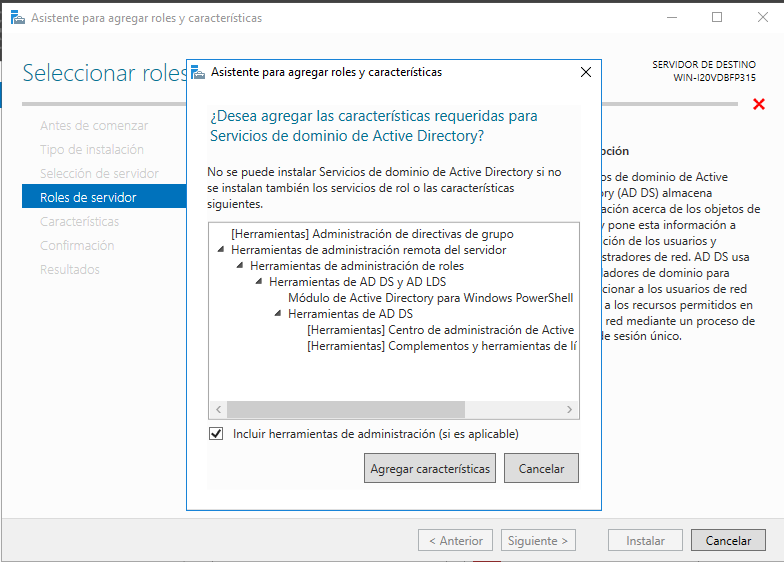 Asistente para agregar roles y características
Seleccionar roles
SERVIDOR DE DESTINO
WIN-I20VDBFP315
Antes de comenzar
Tipo de instalación
Selección de servidor
Roles de servidor
Características
Confirmación
Resultados
Asistente para agregar roles y características
¿Desea agregar las características requeridas para
Servicios de dominio de Active Directory?
No se puede instalar Servicios de dominio de Active Directory si no
se instalan también los servicios de rol o las características
siguientes.
[Herramientas] Administración de directivas de grupo
Herramientas de administración remota del servidor
Herramientas de administración de roles
Herramientas de AD DS y AD LDS
Módulo de Active Directory para Windows PowerShell
Herramientas de AD DS
[Herramientas] Centro de administración de Active
[Herramientas] Complementos y herramientas de lí
Incluir herramientas de administración (si es aplicable)
Agregar características
Cancelar
pción
os de dominio de Active
ry (AD DS) almacena
ación acerca de los objetos de
y pone esta información a
ción de los usuarios y
istradores de red. AD DS usa
ladores de dominio para
cionar a los usuarios de red
a los recursos permitidos en
red mediante un proceso de
de sesión único.
< Anterior
Siguiente >
Instalar
Cancelar